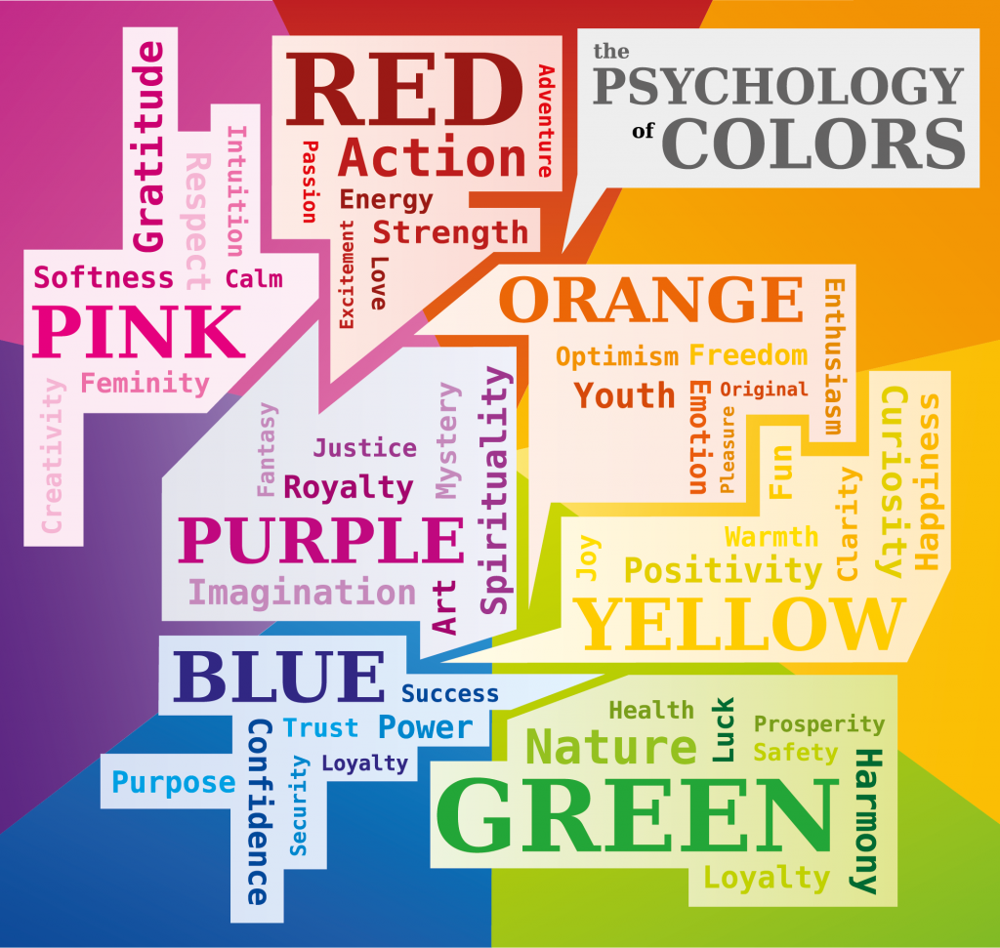 the
PSYCHOLOGY
of COLORS
RED
Adventure
Action
Passion
Energy
Strength
Excitement
Love
Gratitude
Respect
Intuition
Softness
Calm
PINK
Feminity
Creativity
ORANGE
Enthusiasm
Optimism
Freedom
Youth
Emotion
Original
Pleasure
Fantasy
Justice
Mystery
Spirituality
Royalty
PURPLE
Imagination
Art
Fun
Clarity
Curiosity
Happiness
Joy
Warmth
Positivity
YELLOW
BLUE
Success
Trust
Power
Confidence
Security
Loyalty
Purpose
Health
Luck
Prosperity
Nature
Safety
Harmony
GREEN
Loyalty